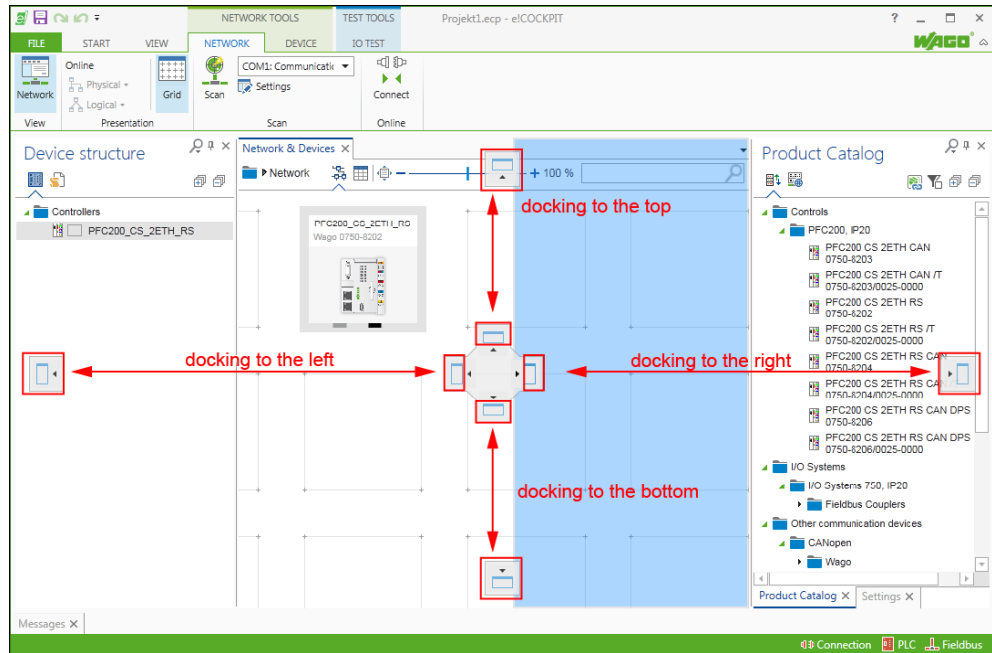 NETWORK TOOLS
TEST TOOLS
Projekt1.ecp - e!COCKPIT
?
FILE
START
VIEW
NETWORK
DEVICE
IO TEST
WAGO
Network
Online
Physical
Logical
Grid
Scan
COM1: Communicatic
Settings
Connect
View
Presentation
Scan
Online
Device structure
Controllers
PFC200_CS_2ETH_RS
Network & Devices
Network
100 %
PFC200_CS_2ETH_RS
Wago 0750-8202
docking to the top
docking to the left
docking to the right
docking to the bottom
Product Catalog
Controls
PFC200, IP20
PFC200 CS 2ETH CAN
0750-8203
PFC200 CS 2ETH CAN /T
0750-8203/0025-0000
PFC200 CS 2ETH RS
0750-8202
PFC200 CS 2ETH RS /T
0750-8202/0025-0000
PFC200 CS 2ETH RS CAN
0750-8204
PFC200 CS 2ETH RS CA
0750-8204/0025-0000
PFC200 CS 2ETH RS CAN DPS
0750-8206
PFC200 CS 2ETH RS CAN DPS
0750-8206/0025-0000
I/O Systems
I/O Systems 750, IP20
Fieldbus Couplers
Other communication devices
CANopen
Wago
Product Catalog
Settings
Messages
Connection
PLC
Fieldbus